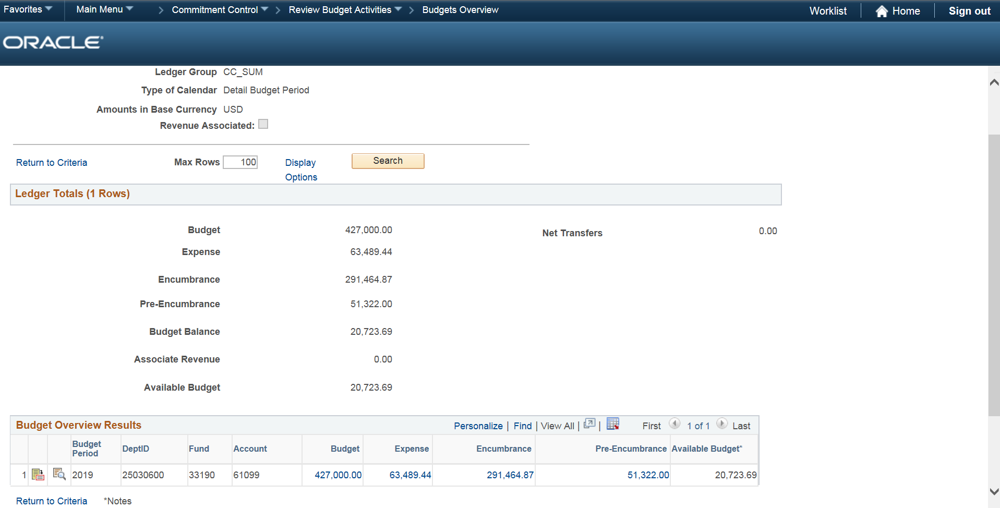 Favorites Main Menu Commitment Control Review Budget Activities Budgets Overview Worklist Home Sign out
ORACLE®
Ledger Group CC_SUM
Type of Calendar Detail Budget Period
Amounts in Base Currency USD
Revenue Associated:
Return to Criteria Max Rows 100 Display Options Search
Ledger Totals (1 Rows)
Budget 427,000.00 Net Transfers 0.00
Expense 63,489.44
Encumbrance 291,464.87
Pre-Encumbrance 51,322.00
Budget Balance 20,723.69
Associate Revenue 0.00
Available Budget 20,723.69
Budget Overview Results Personalize | Find | View All | | First 1 of 1 Last
Budget Period DeptID Fund Account Budget Expense Encumbrance Pre-Encumbrance Available Budget*
1 2019 25030600 33190 61099 427,000.00 63,489.44 291,464.87 51,322.00 20,723.69
Return to Criteria *Notes